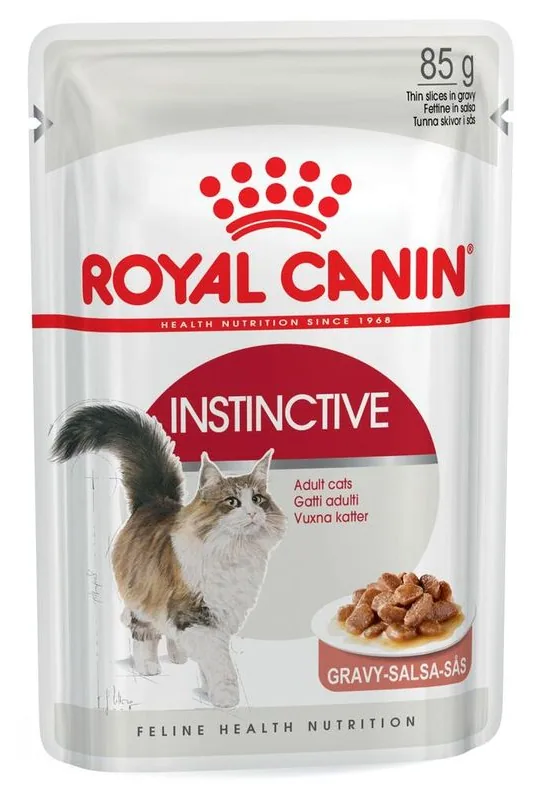 85 g
Thin slices in gravy
Fettine in salsa
Tunna skivor i sås
ROYAL CANIN®
HEALTH NUTRITION SINCE 1968
INSTINCTIVE
Adult cats
Gatti adulti
Vuxna katter
GRAVY-SALSA-SÅS
FELINE HEALTH NUTRITION